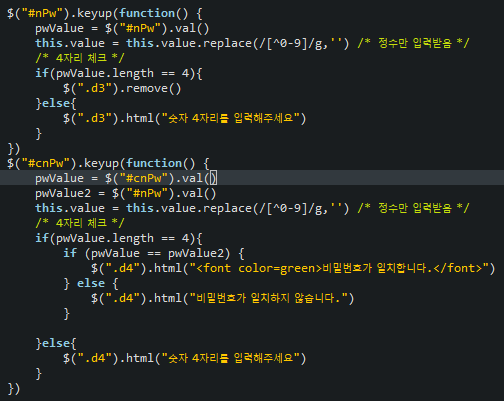 $("#nPw").keyup(function() {
    pwValue = $("#nPw").val()
    this.value = this.value.replace(/[^0-9]/g,'') /* 정수만 입력받음 */
    /* 4자리 체크 */
    if(pwValue.length == 4){
        $(".d3").remove()
    }else{
        $(".d3").html("숫자 4자리를 입력해주세요")
    }
})
$("#cnPw").keyup(function() {
    pwValue = $("#cnPw").val()
    pwValue2 = $("#nPw").val()
    this.value = this.value.replace(/[^0-9]/g,'') /* 정수만 입력받음 */
    /* 4자리 체크 */
    if(pwValue.length == 4){
        if (pwValue == pwValue2) {
            $(".d4").html("<font color=green>비밀번호가 일치합니다.</font>")
        } else {
            $(".d4").html("비밀번호가 일치하지 않습니다.")
        }

    }else{
        $(".d4").html("숫자 4자리를 입력해주세요")
    }
})